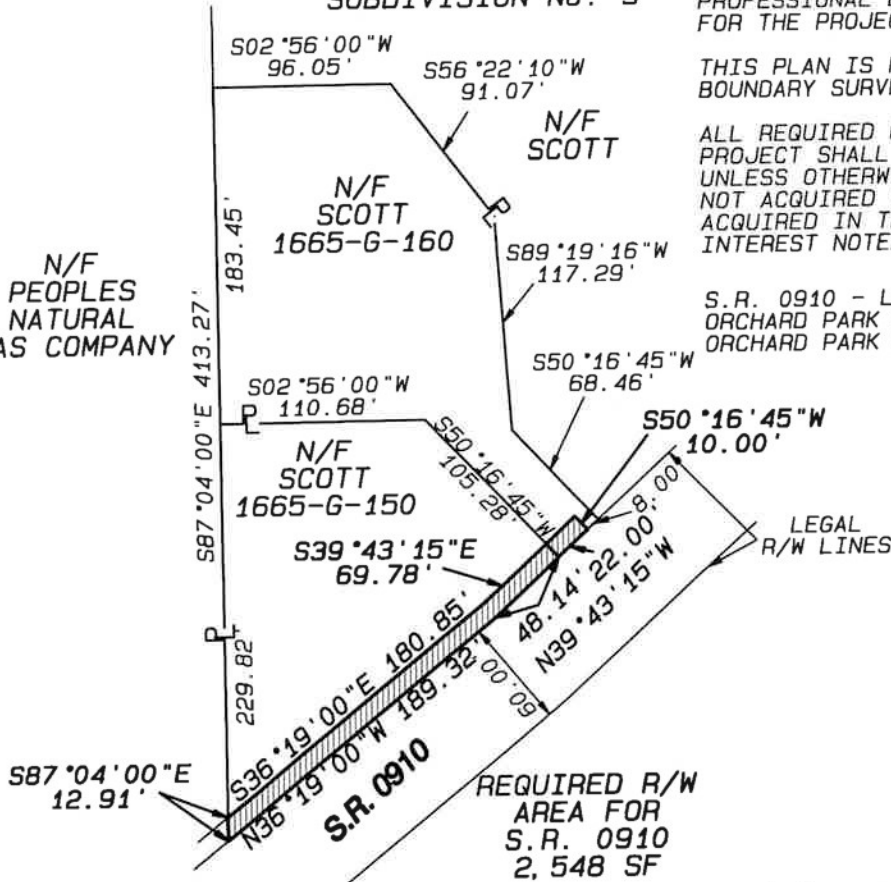 SUBDIVISION NO. 3
PROFESSIONAL
FOR THE PROJEC
THIS PLAN IS
BOUNDARY SURVE
ALL REQUIRED
PROJECT SHALL
UNLESS OTHERW
NOT ACQUIRED
ACQUIRED IN T
INTEREST NOTE
S.R. 0910 - L
ORCHARD PARK
ORCHARD PARK
S02°56'00"W
96.05'
S56°22'10"W
91.07'
N/F
SCOTT
N/F
SCOTT
1665-G-160
183.45'
S89°19'16"W
117.29'
N/F
PEOPLES
NATURAL
AS COMPANY
S87°04'00"E 413.27'
S02°56'00"W
110.68'
S50°16'45"W
68.46'
S50°16'45"W
10.00'
N/F
SCOTT
1665-G-150
S50°16'45"W
105.28'
S39°43'15"E
69.78'
8.00'
LEGAL
R/W LINES
48.14'
22.00'
N39°43'15"W
60.00'
229.82'
S36°19'00"E 180.85'
N36°19'00"W 189.32'
S87°04'00"E
12.91'
S.R. 0910
REQUIRED R/W
AREA FOR
S.R. 0910
2,548 SF